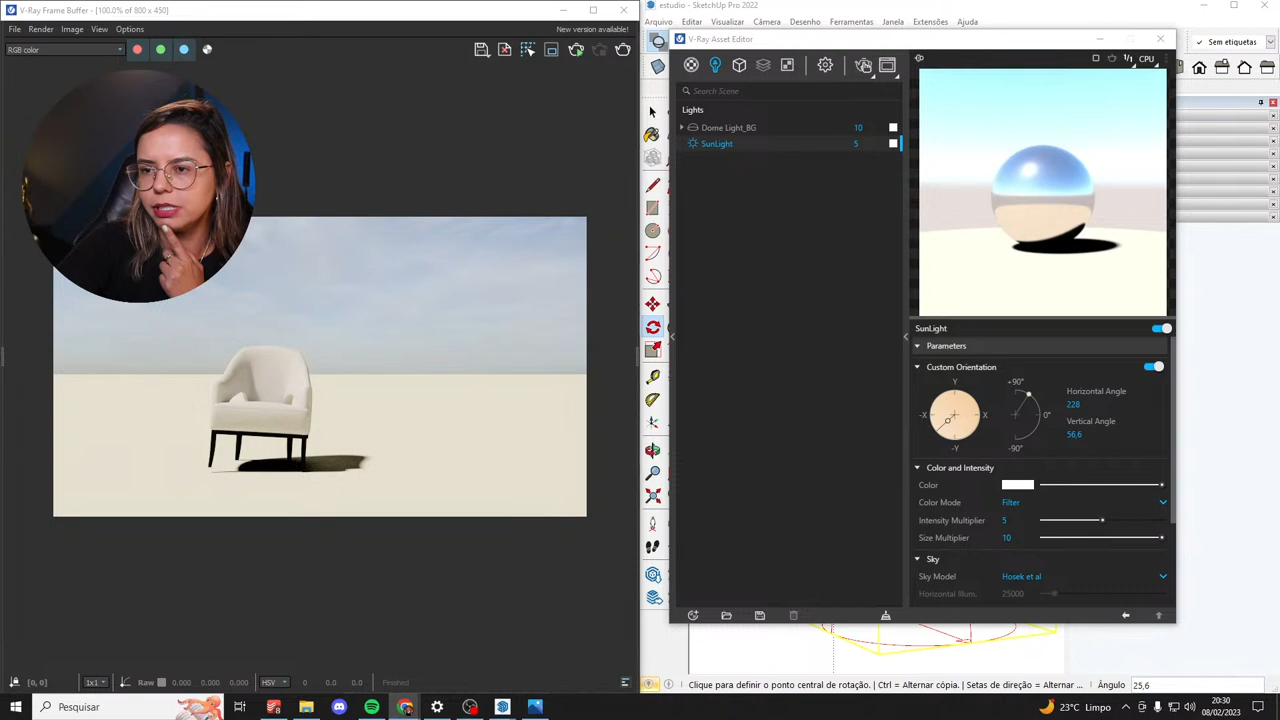 V-Ray Frame Buffer - [100.0% of 800 x 450]
File Render Image View Options
New version available!
RGB color
[0, 0]
1x1
Raw
0.000 0.000 0.000
HSV
0 0.0 0.0
Finished
estudio - SketchUp Pro 2022
Arquivo Editar Visualizar Câmera Desenho Ferramentas Janela Extensões Ajuda
Sem etiquetas
V-Ray Asset Editor
CPU
Search Scene
Lights
Dome Light_BG 10
SunLight 5
SunLight
Parameters
Custom Orientation
Y
-X X
-Y
+90°
0°
-90°
Horizontal Angle
228
Vertical Angle
56,6
Color and Intensity
Color
Color Mode Filter
Intensity Multiplier 5
Size Multiplier 10
Sky
Sky Model Hosek et al
Horizontal Illum. 25000
Clique para definir o ponto central de rotação. | Ctrl = Alternar cópia. | Setas de direção = Alternar... Ângulo 25,6
Pesquisar
23°C Limpo
20:30
08/02/2023